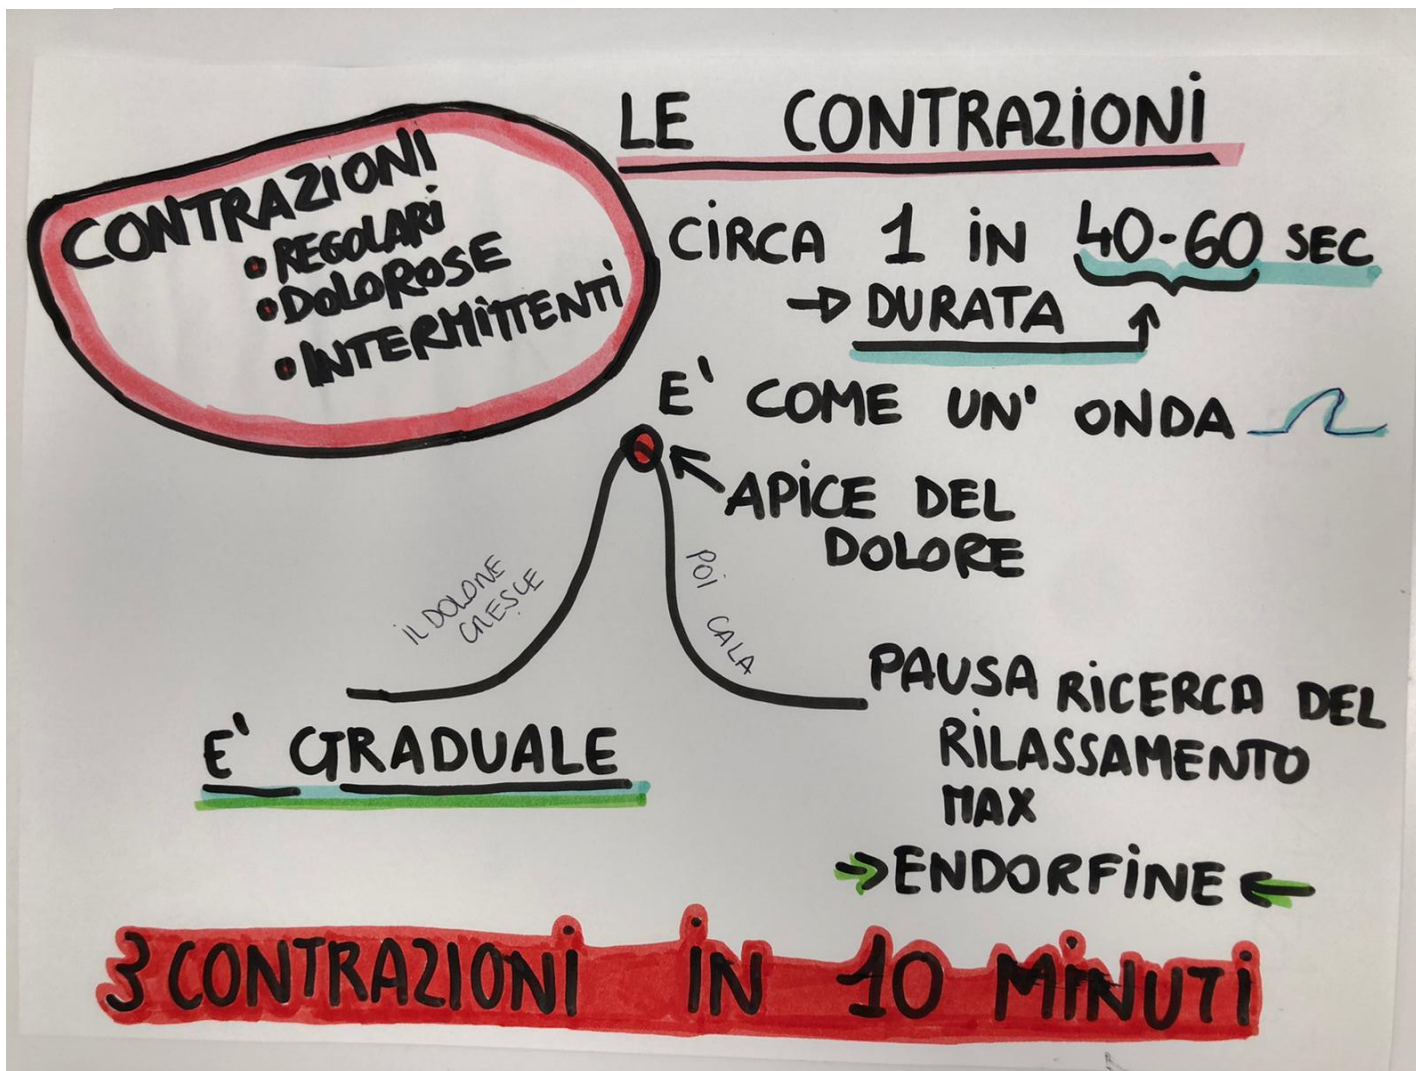 LE CONTRAZIONI
CONTRAZIONI
• REGOLARI
• DOLOROSE
• INTERMITTENTI
CIRCA 1 IN 40-60 SEC
→ DURATA ↑
E' COME UN' ONDA
APICE DEL
DOLORE
IL DOLORE
CRESCE
POI CALA
PAUSA RICERCA DEL
RILASSAMENTO
MAX
→ ENDORFINE ←
E' GRADUALE
3 CONTRAZIONI IN 10 MINUTI